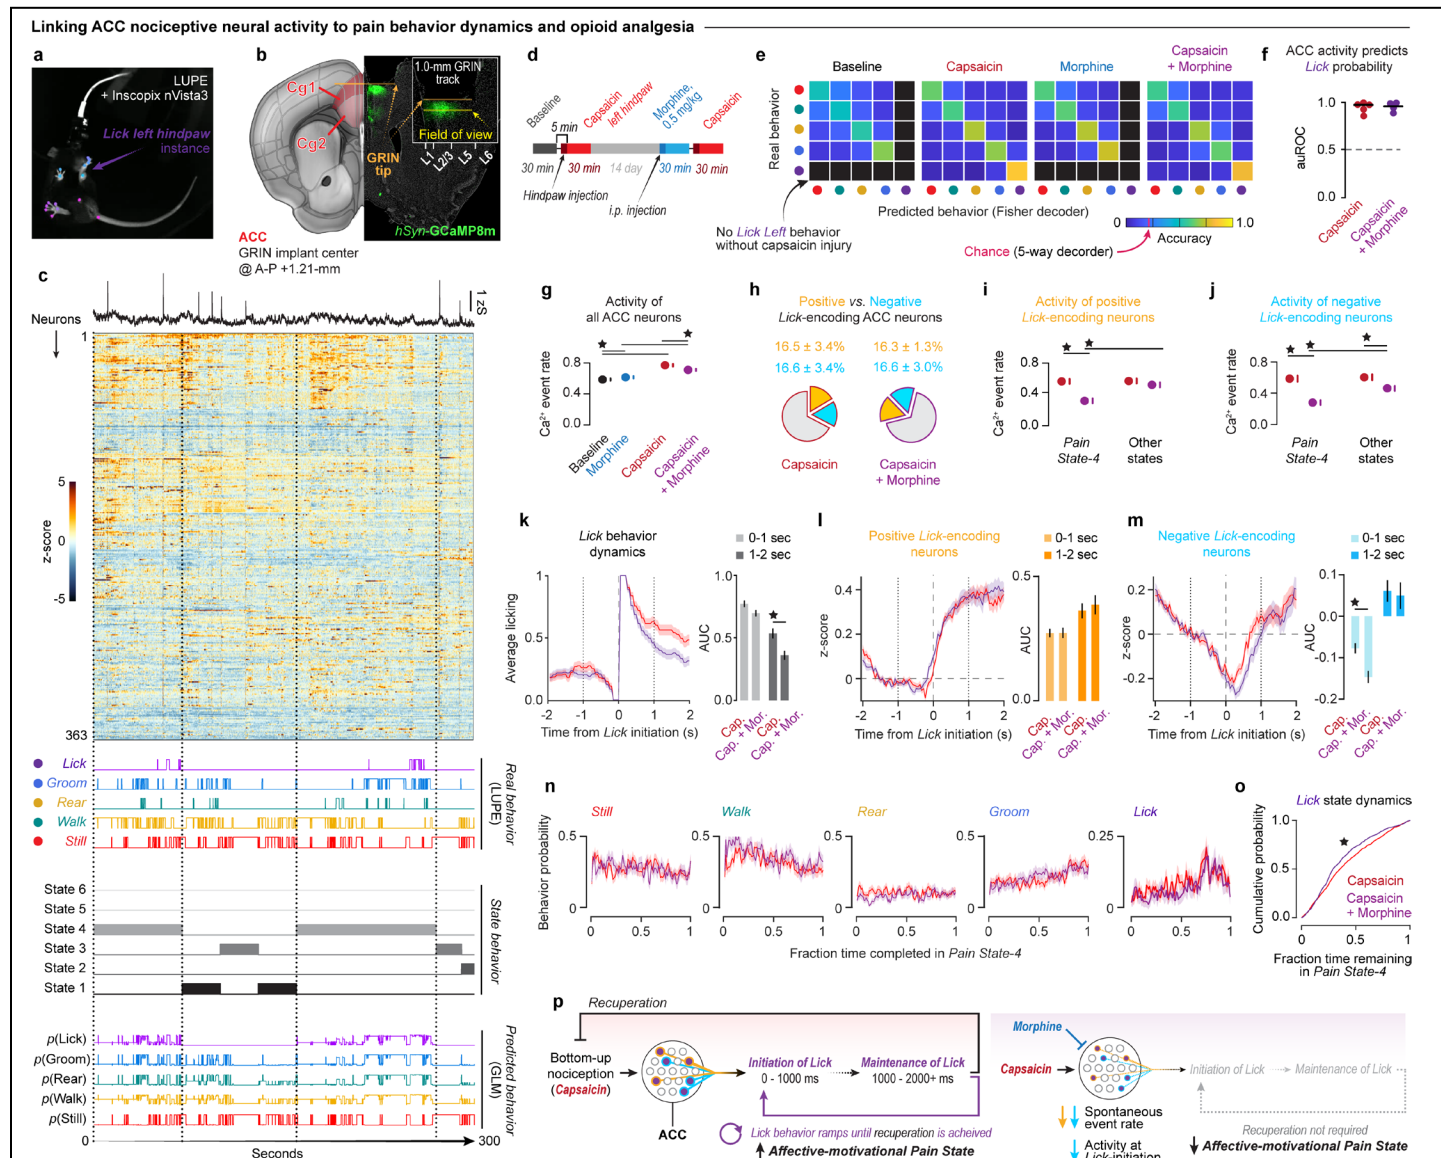 Linking ACC nociceptive neural activity to pain behavior dynamics and opioid analgesia
a
LUPE
+ Inscopix nVista3
Lick left hindpaw
instance
b
Cg1
Cg2
1.0-mm GRIN
track
Field of view
GRIN
tip
L1
L2/3
L5
L6
hSyn-GCaMP8m
ACC
GRIN implant center
@ A-P +1.21-mm
d
Baseline
5 min
Capsaicin
left hindpaw
Morphine,
0.5 mg/kg
Capsaicin
30 min
30 min
14 day
30 min
30 min
Hindpaw injection
i.p. injection
e
Baseline
Capsaicin
Morphine
Capsaicin
+ Morphine
Real behavior
Predicted behavior (Fisher decoder)
No Lick Left behavior
without capsaicin injury
0
1.0
Accuracy
Chance (5-way decorder)
f
ACC activity predicts
Lick probability
auROC
1.0
0.5
0.0
Capsaicin
Capsaicin
+ Morphine
c
1 zS
Neurons
1
363
z-score
5
0
-5
Lick
Groom
Rear
Walk
Still
Real behavior
(LUPE)
State 6
State 5
State 4
State 3
State 2
State 1
State behavior
p(Lick)
p(Groom)
p(Rear)
p(Walk)
p(Still)
Predicted behavior
(GLM)
0
300
Seconds
g
Activity of
all ACC neurons
Ca²⁺ event rate
0.8
0.4
0.0
Baseline
Morphine
Capsaicin
Capsaicin
+ Morphine
h
Positive vs. Negative
Lick-encoding ACC neurons
16.5 ± 3.4%
16.3 ± 1.3%
16.6 ± 3.4%
16.6 ± 3.0%
Capsaicin
Capsaicin
+ Morphine
i
Activity of positive
Lick-encoding neurons
Ca²⁺ event rate
0.8
0.4
0.0
Pain
State-4
Other
states
j
Activity of negative
Lick-encoding neurons
Ca²⁺ event rate
0.8
0.4
0.0
Pain
State-4
Other
states
k
Lick behavior
dynamics
0-1 sec
1-2 sec
Average licking
1
0.5
0.0
-2 -1 0 1 2
Time from Lick initiation (s)
AUC
1.0
0.5
0.0
Cap.
Cap. + Mor.
Cap.
Cap. + Mor.
l
Positive Lick-encoding
neurons
0-1 sec
1-2 sec
z-score
0.4
0.2
0
-2 -1 0 1 2
Time from Lick initiation (s)
AUC
0.5
0.0
Cap.
Cap. + Mor.
Cap.
Cap. + Mor.
m
Negative Lick-encoding
neurons
0-1 sec
1-2 sec
z-score
0.2
0
-0.2
-2 -1 0 1 2
Time from Lick initiation (s)
AUC
0.1
0.0
-0.1
-0.2
Cap.
Cap. + Mor.
Cap.
Cap. + Mor.
n
Still
Walk
Rear
Groom
Lick
Behavior probability
0.5
0
0.5
0
0.5
0
0.5
0
0.25
0
0 1
0 1
0 1
0 1
0 1
Fraction time completed in Pain State-4
o
Lick state dynamics
Cumulative probability
1.0
0.5
0.0
Capsaicin
Capsaicin
+ Morphine
0 0.5 1
Fraction time remaining
in Pain State-4
p
Recuperation
Bottom-up
nociception
(Capsaicin)
ACC
Initiation of Lick
0 - 1000 ms
Maintenance of Lick
1000 - 2000+ ms
Lick behavior ramps until recuperation is acheived
Affective-motivational Pain State
Morphine
Capsaicin
Initiation of Lick
Maintenance of Lick
Spontaneous
event rate
Activity at
Lick-initiation
Recuperation not required
Affective-motivational Pain State